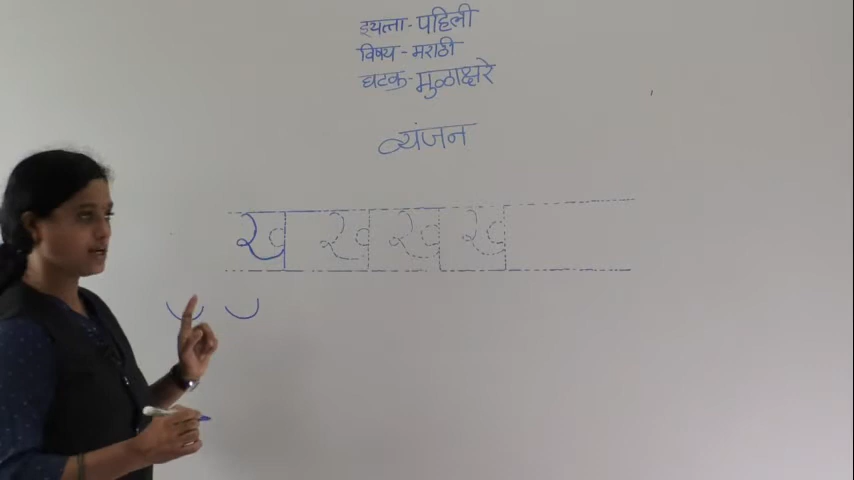 इयत्ता - पहिली
विषय - मराठी
घटक - मुळाक्षरे
व्यंजन
ख ख ख ख